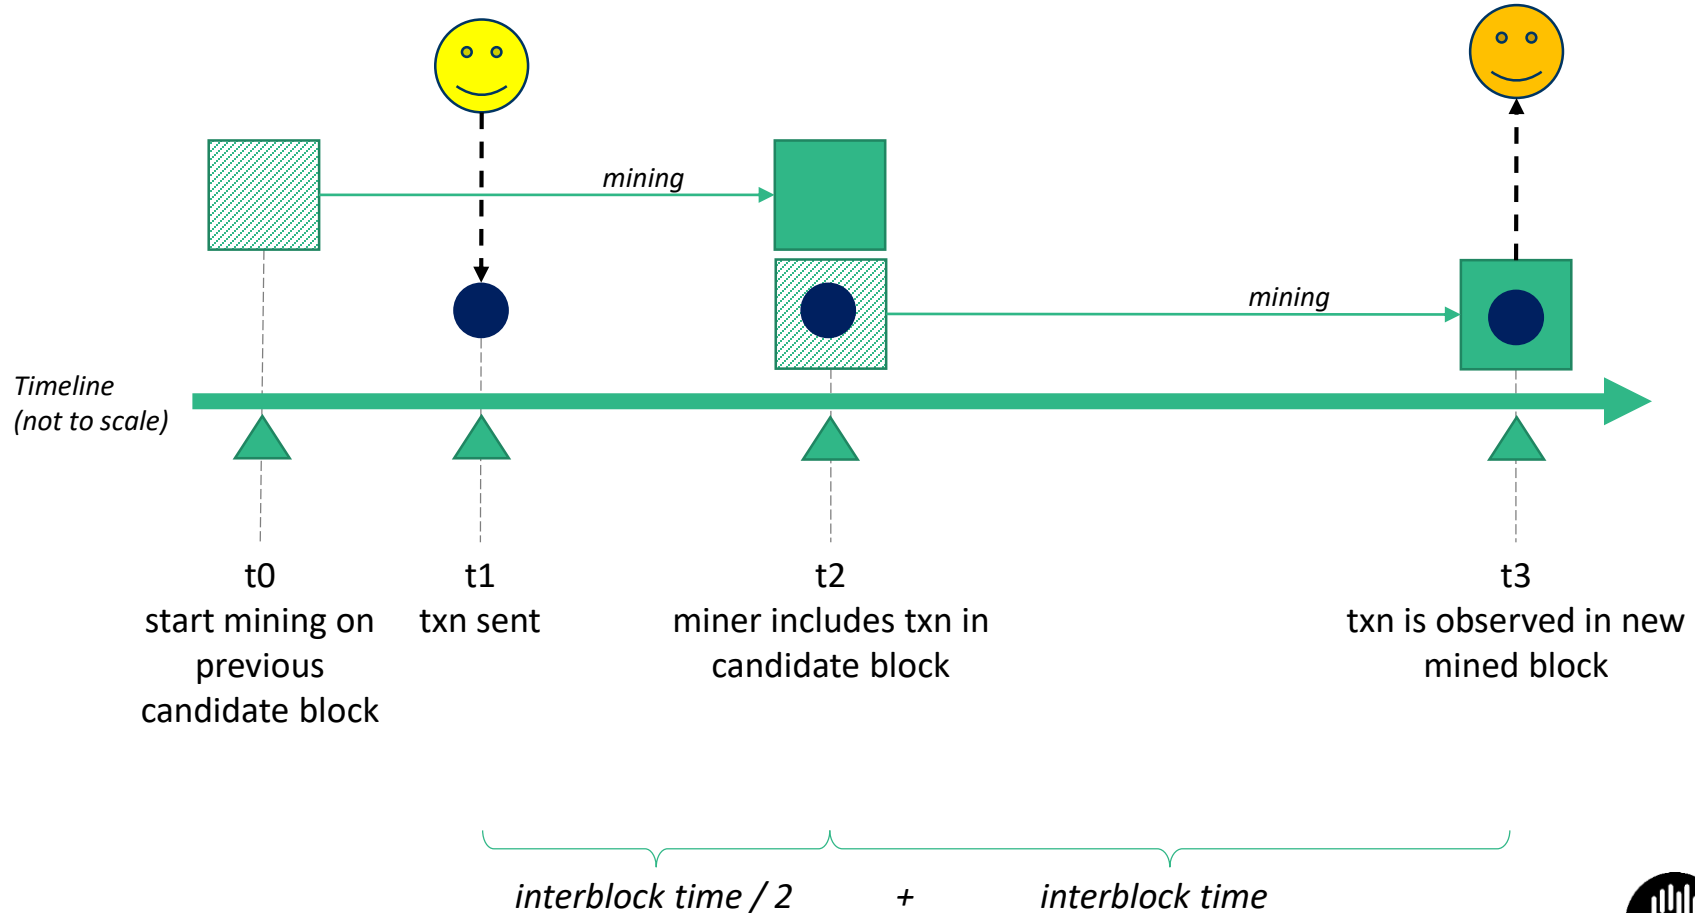 mining
mining
Timeline
(not to scale)
t0
start mining on
previous
candidate block
t1
txn sent
t2
miner includes txn in
candidate block
t3
txn is observed in new
mined block
interblock time / 2 + interblock time